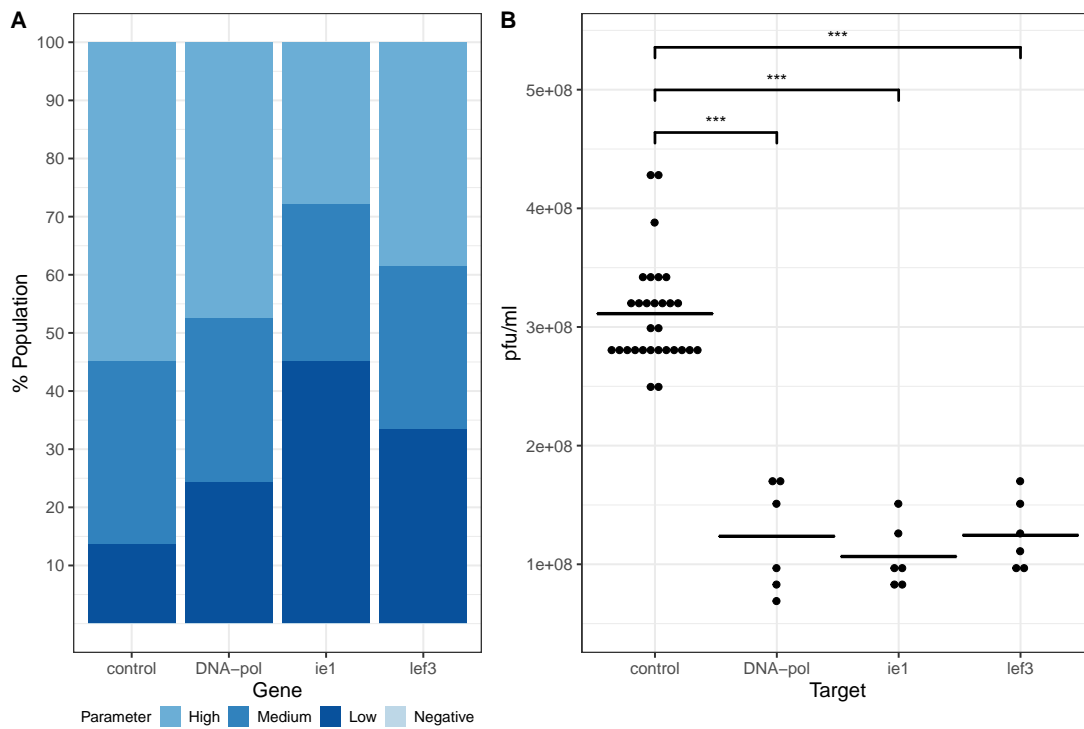 A
100
90
80
70
60
50
40
30
20
10
% Population
control DNA−pol ie1 lef3
Gene
Parameter High Medium Low Negative
B
***
***
***
5e+08
4e+08
3e+08
2e+08
1e+08
pfu/ml
control DNA−pol ie1 lef3
Target